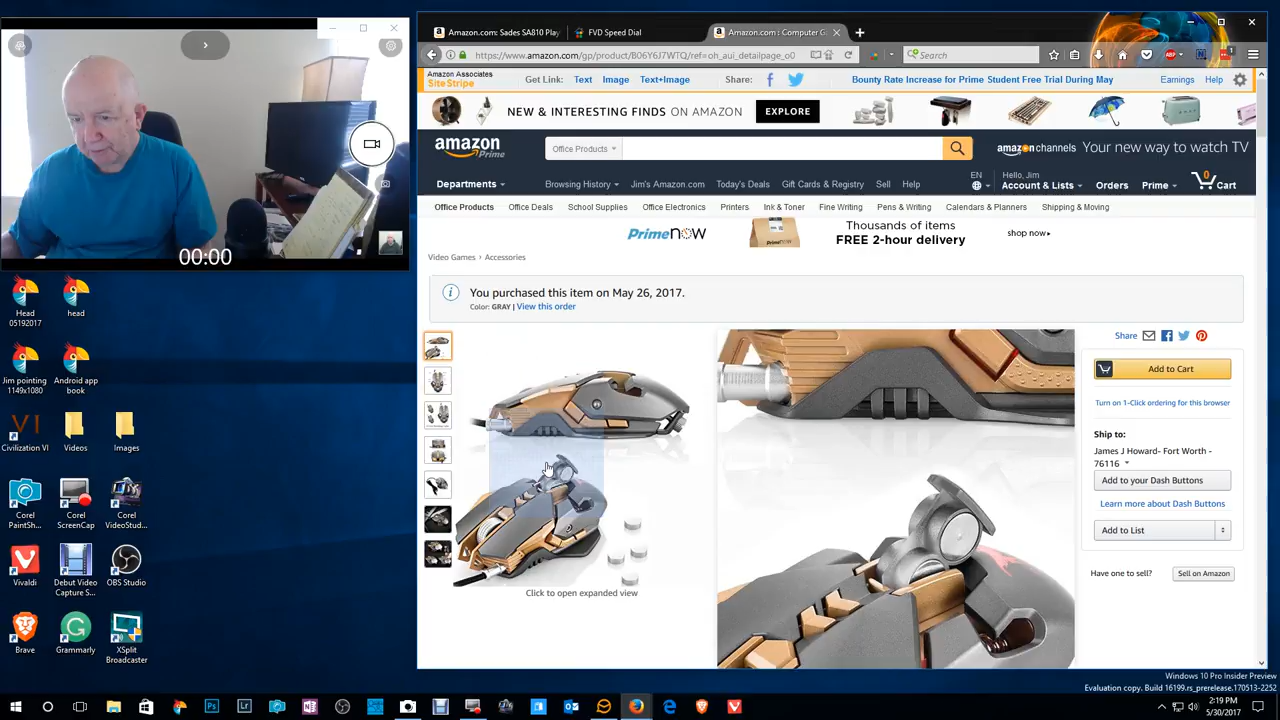 Amazon.com: Sades SA810 Play
FVD Speed Dial
Amazon.com : Computer G
https://www.amazon.com/gp/product/B06Y6J7WTQ/ref=oh_aui_detailpage_o0
Search
Amazon Associates
SiteStripe
Get Link: Text Image Text+Image Share:
Bounty Rate Increase for Prime Student Free Trial During May
Earnings Help
NEW & INTERESTING FINDS ON AMAZON EXPLORE
amazon Prime
Office Products
amazon channels Your new way to watch TV
Departments
Browsing History Jim's Amazon.com Today's Deals Gift Cards & Registry Sell Help
EN
Hello, Jim
Account & Lists Orders Prime
0
Cart
Office Products Office Deals School Supplies Office Electronics Printers Ink & Toner Fine Writing Pens & Writing Calendars & Planners Shipping & Moving
PrimeNOW
Thousands of items
FREE 2-hour delivery
shop now
Video Games › Accessories
You purchased this item on May 26, 2017.
Color: GRAY | View this order
Share
Add to Cart
Turn on 1-Click ordering for this browser
Ship to:
James J Howard- Fort Worth -
76116
Add to your Dash Buttons
Learn more about Dash Buttons
Add to List
Have one to sell? Sell on Amazon
Click to open expanded view
00:00
Head
05192017
head
Jim pointing
1149x1080
Android app
book
Civilization VI
Videos
Images
Corel
PaintSh...
Corel
ScreenCap
Corel
VideoStud...
Vivaldi
Debut Video
Capture S...
OBS Studio
Brave
Grammarly
XSplit
Broadcaster
Windows 10 Pro Insider Preview
Evaluation copy. Build 16199.rs_prerelease.170513-2252
2:19 PM
5/30/2017